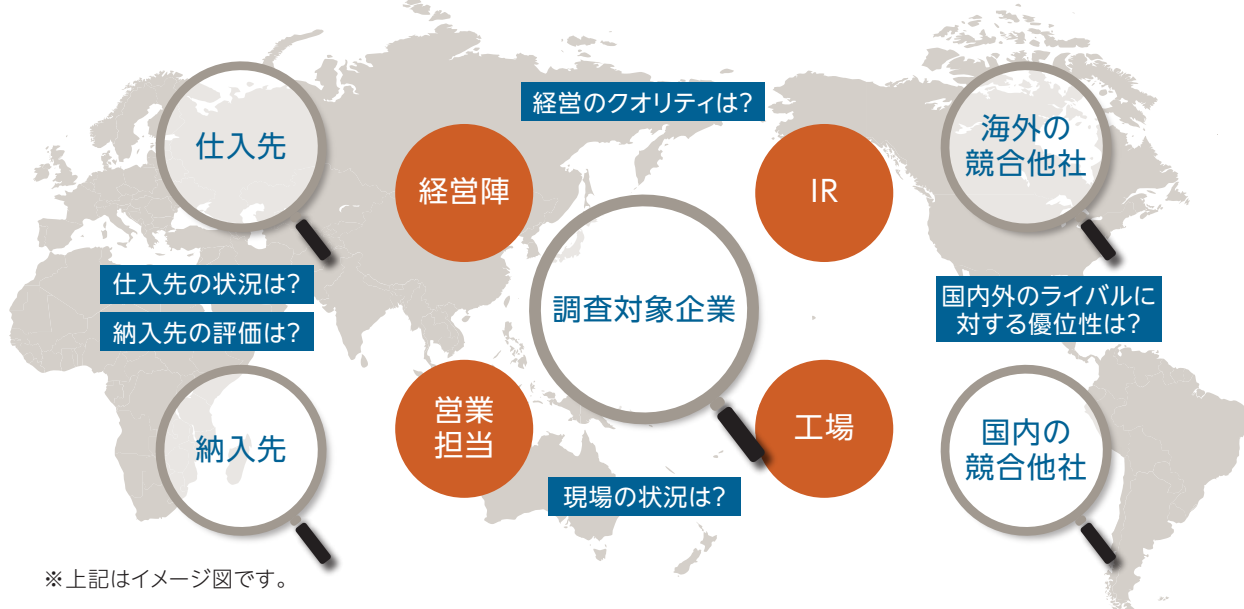 経営のクオリティは?
仕入先
経営陣
IR
海外の
競合他社
仕入先の状況は?
納入先の評価は?
調査対象企業
国内外のライバルに
対する優位性は?
納入先
営業
担当
工場
国内の
競合他社
現場の状況は?
※上記はイメージ図です。